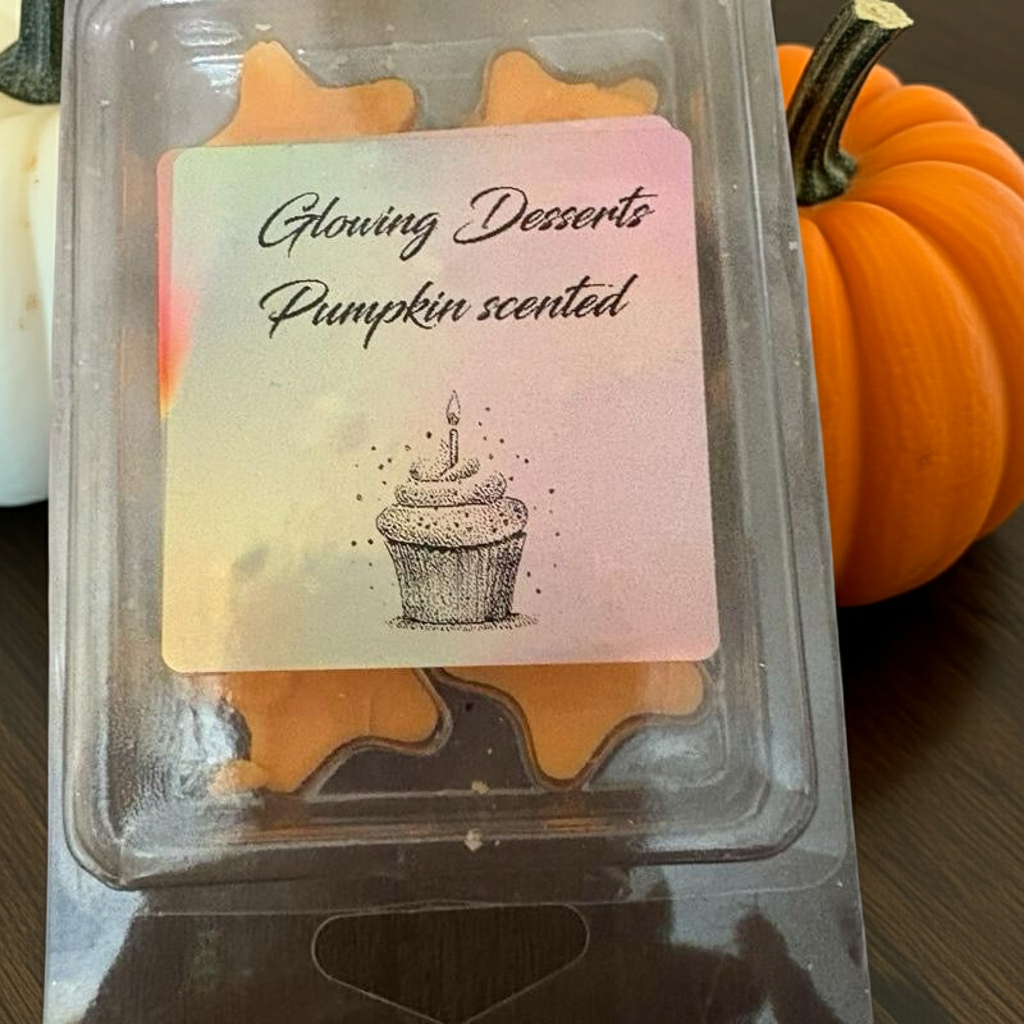 Glowing Desserts
Pumpkin scented